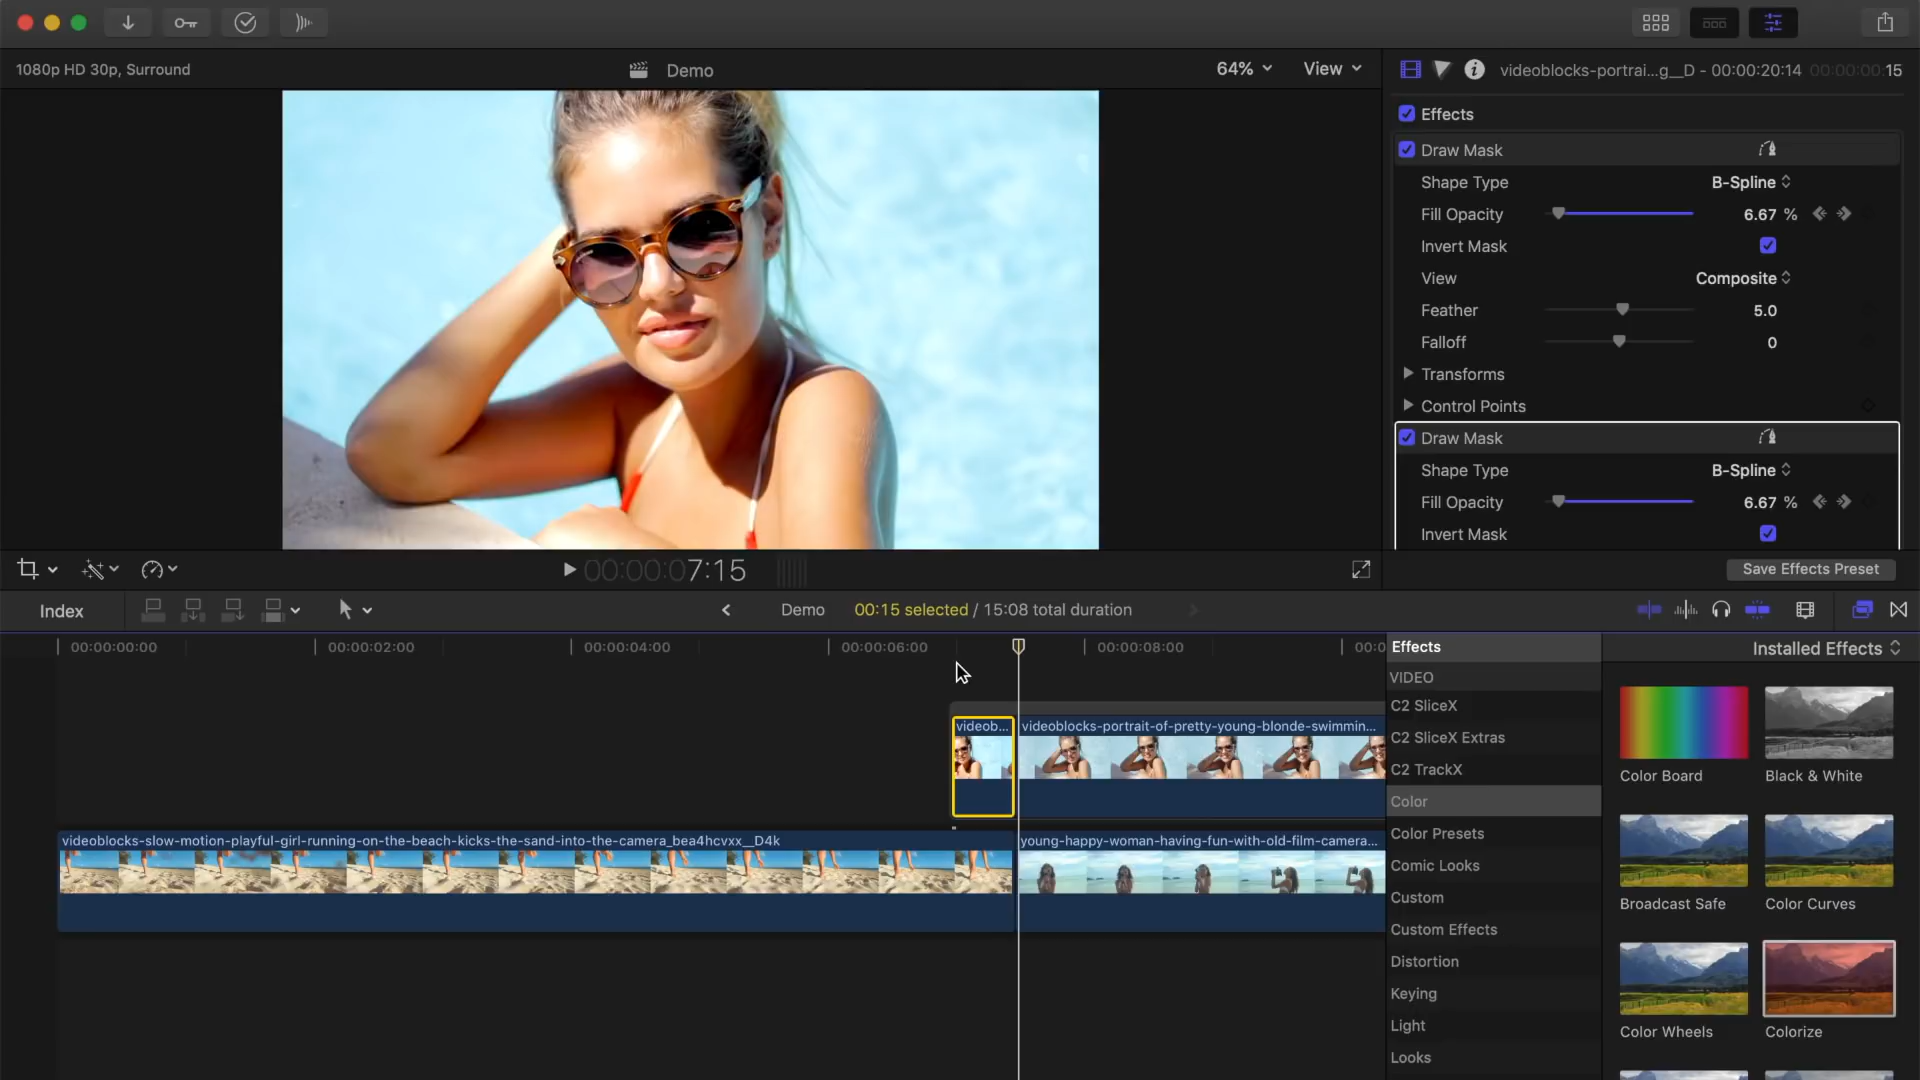 1080p HD 30p, Surround
Demo
64%
View
videoblocks-portrai...g__D - 00:00:20:14
00:00:00:15
Effects
Draw Mask
Shape Type
B-Spline
Fill Opacity
6.67 %
Invert Mask
View
Composite
Feather
5.0
Falloff
0
Transforms
Control Points
Draw Mask
Shape Type
B-Spline
Fill Opacity
6.67 %
Invert Mask
00:00:07:15
Save Effects Preset
Index
Demo
00:15 selected / 15:08 total duration
00:00:00:00
00:00:02:00
00:00:04:00
00:00:06:00
00:00:08:00
00:0
videob...
videoblocks-portrait-of-pretty-young-blonde-swimmin...
videoblocks-slow-motion-playful-girl-running-on-the-beach-kicks-the-sand-into-the-camera_bea4hcvxx__D4k
young-happy-woman-having-fun-with-old-film-camera...
Effects
Installed Effects
VIDEO
C2 SliceX
C2 SliceX Extras
C2 TrackX
Color
Color Presets
Comic Looks
Custom
Custom Effects
Distortion
Keying
Light
Looks
Color Board
Black & White
Broadcast Safe
Color Curves
Color Wheels
Colorize